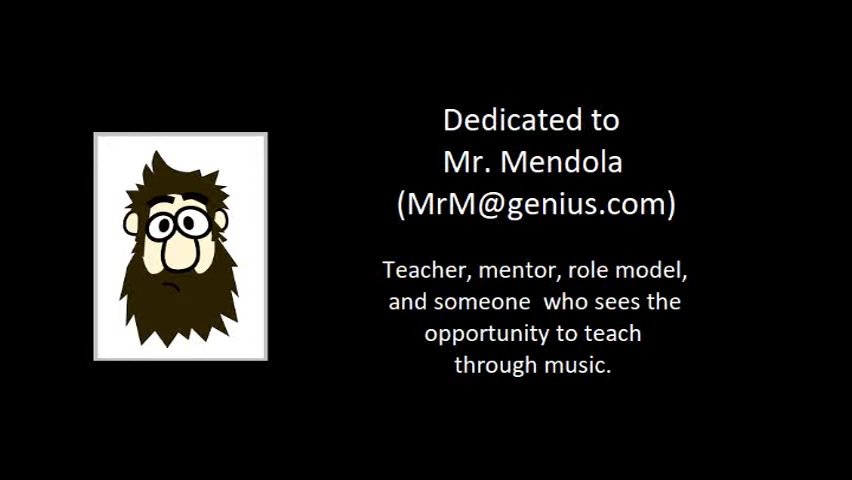 Dedicated to
Mr. Mendola
(MrM@genius.com)
Teacher, mentor, role model,
and someone  who sees the
opportunity to teach
through music.